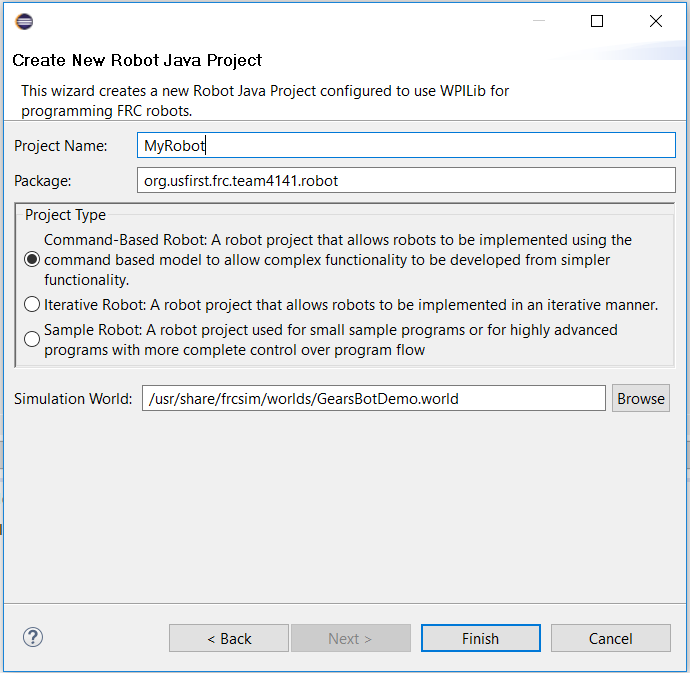 Create New Robot Java Project
This wizard creates a new Robot Java Project configured to use WPILib for
programming FRC robots.
Project Name: MyRobot
Package: org.usfirst.frc.team4141.robot
Project Type
Command-Based Robot: A robot project that allows robots to be implemented using the
command based model to allow complex functionality to be developed from simpler
functionality.
Iterative Robot: A robot project that allows robots to be implemented in an iterative manner.
Sample Robot: A robot project used for small sample programs or for highly advanced
programs with more complete control over program flow
Simulation World: /usr/share/frcsim/worlds/GearsBotDemo.world Browse
? < Back Next > Finish Cancel